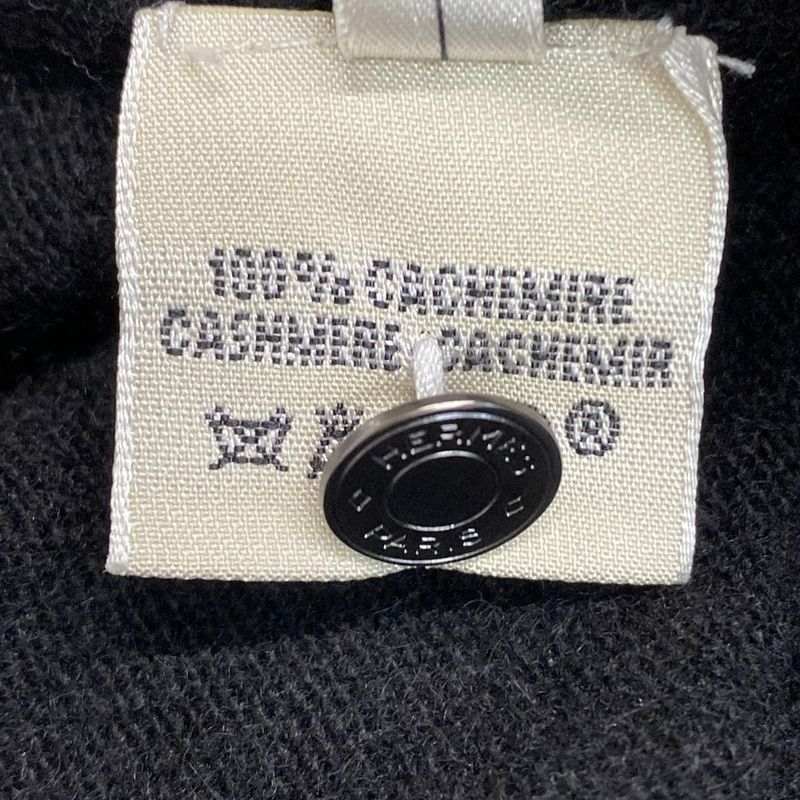 100% CACHEMIRE
CASHMERE-CACHEMIR
HERMES
PARIS